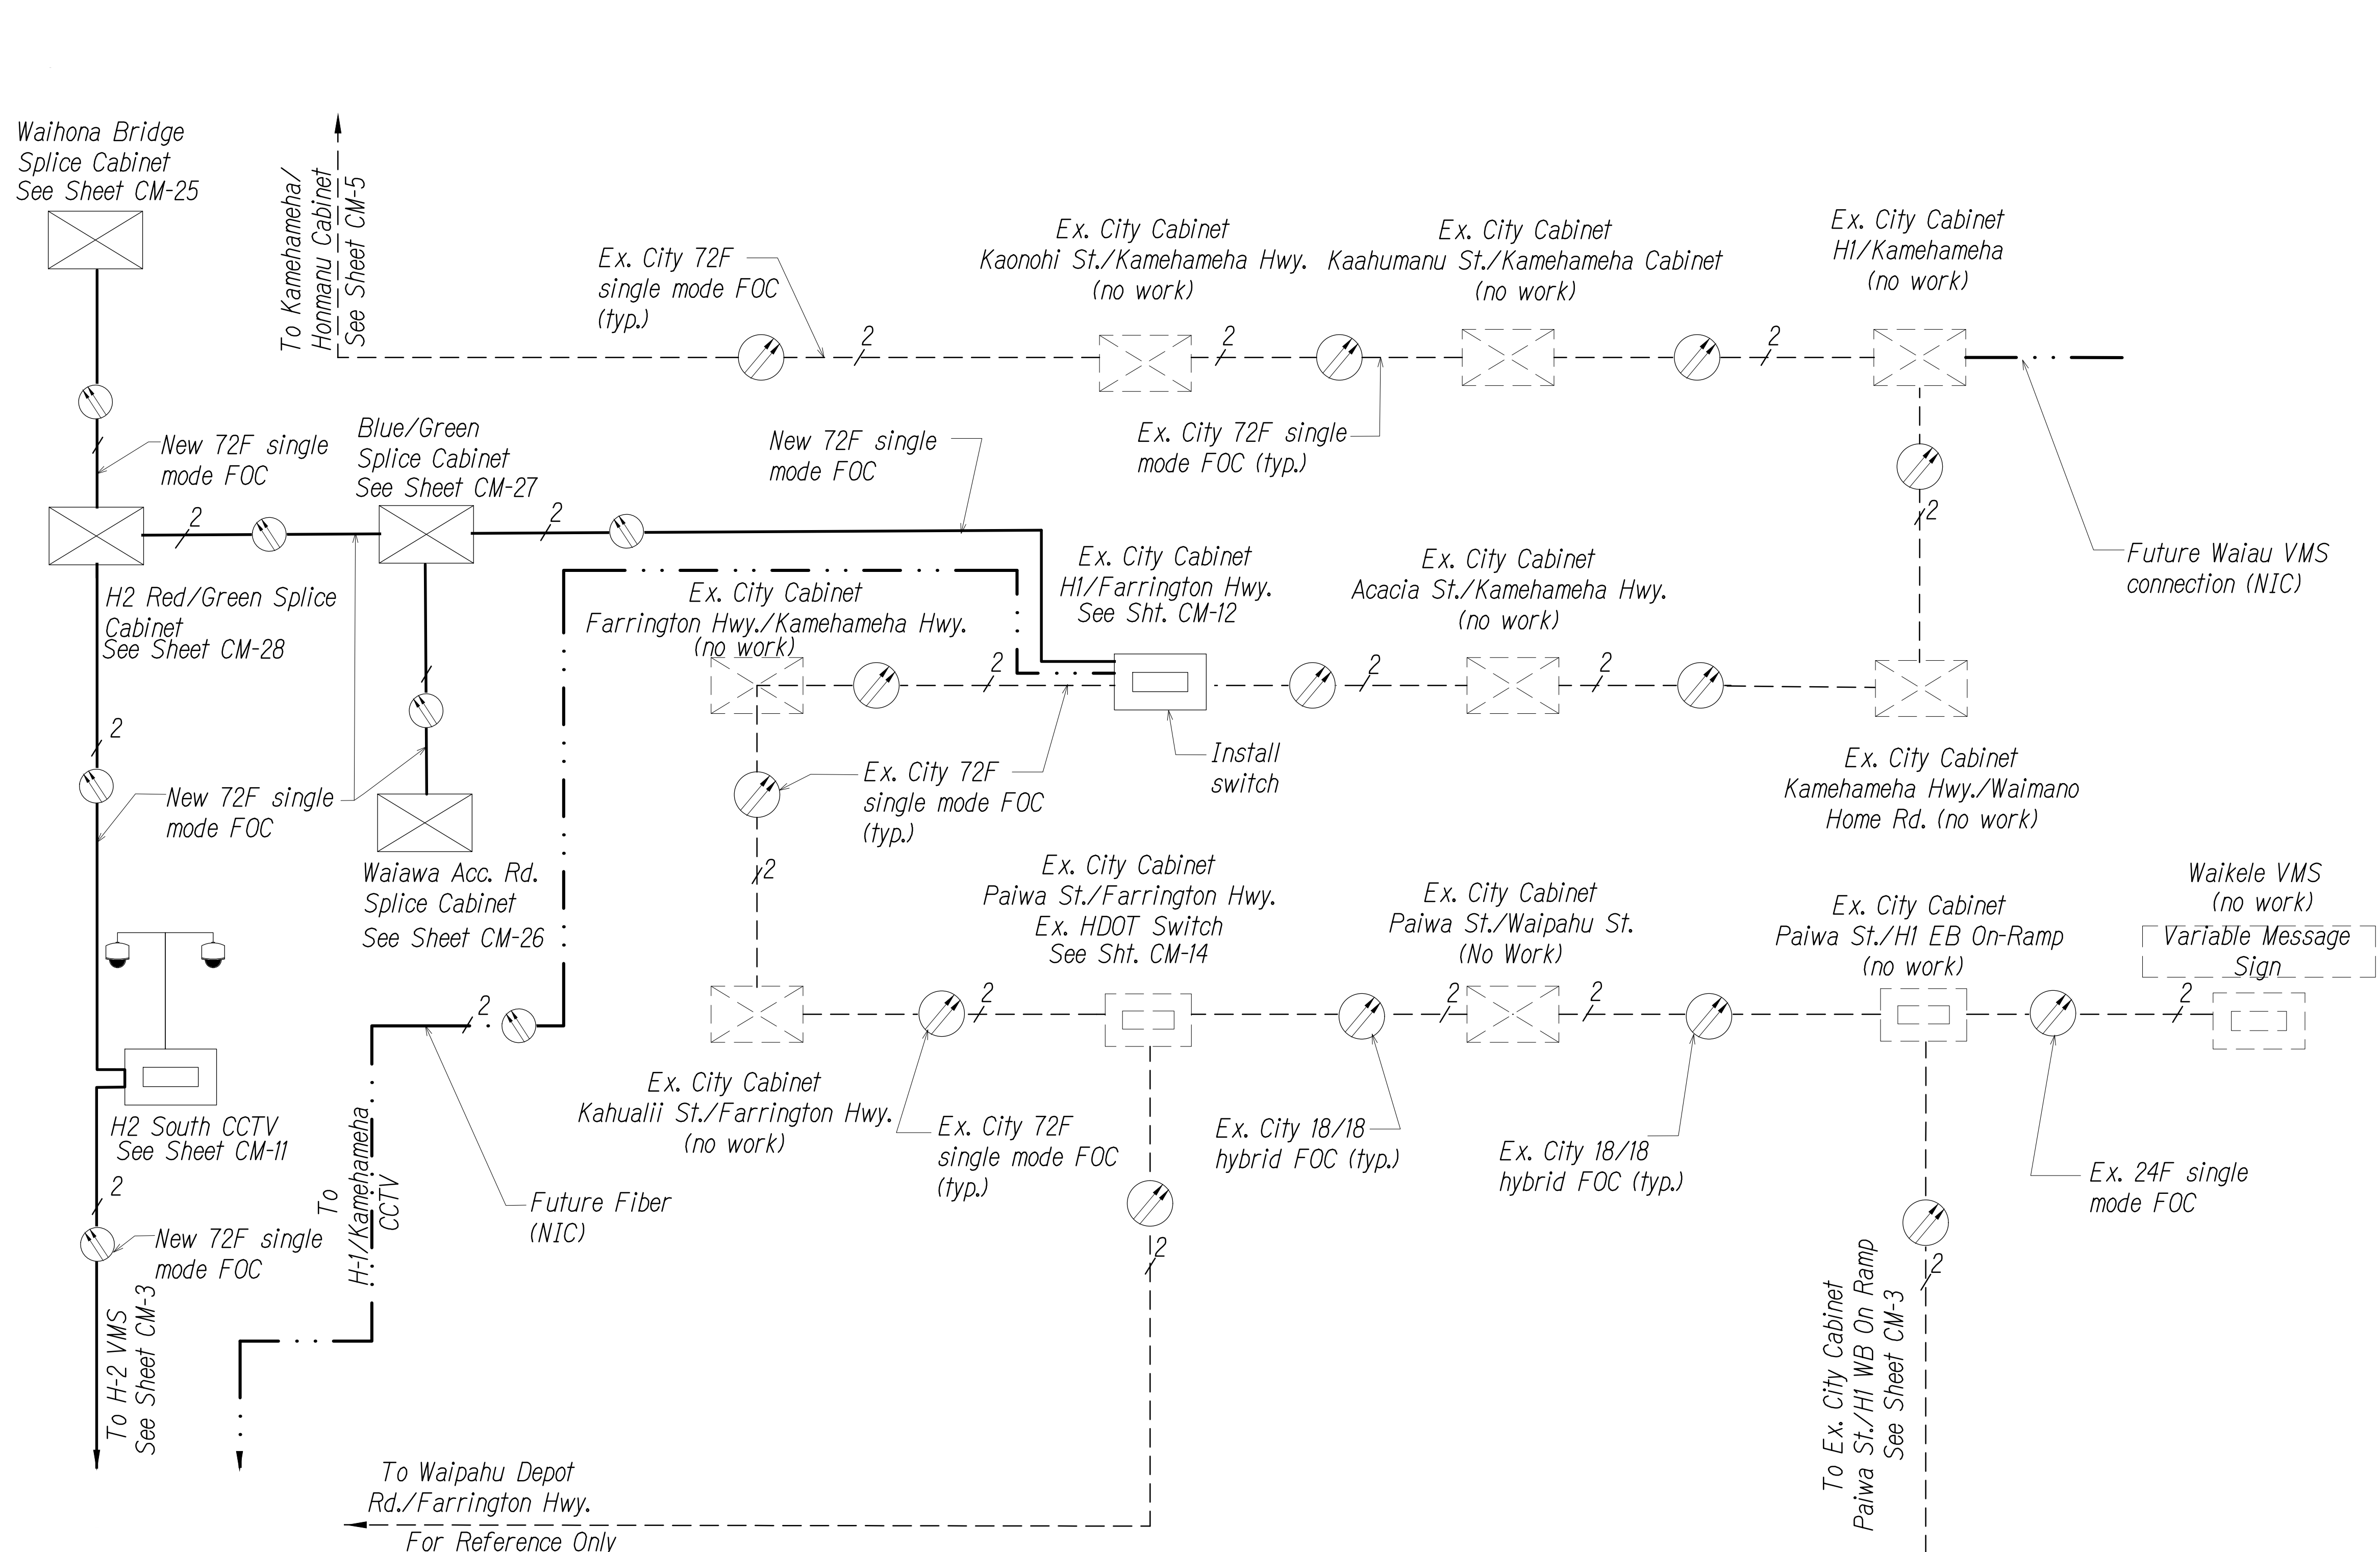 Waihona Bridge
Splice Cabinet
See Sheet CM-25
To Kamehameha/
Honmanu Cabinet
See Sheet CM-5
Ex. City 72F
single mode FOC
(typ.)
2
Ex. City Cabinet
Kaonohi St./Kamehameha Hwy.
(no work)
2
Ex. City Cabinet
Kaahumanu St./Kamehameha Cabinet
(no work)
2
Ex. City Cabinet
H1/Kamehameha
(no work)
New 72F single
mode FOC
Blue/Green
Splice Cabinet
See Sheet CM-27
New 72F single
mode FOC
Ex. City 72F single
mode FOC (typ.)
2
2
2
Future Waiau VMS
connection (NIC)
H2 Red/Green Splice
Cabinet
See Sheet CM-28
Ex. City Cabinet
Farrington Hwy./Kamehameha Hwy.
(no work)
Ex. City Cabinet
H1/Farrington Hwy.
See Sht. CM-12
Ex. City Cabinet
Acacia St./Kamehameha Hwy.
(no work)
2
2
2
2
New 72F single
mode FOC
Ex. City 72F
single mode FOC
(typ.)
Install
switch
Ex. City Cabinet
Kamehameha Hwy./Waimano
Home Rd. (no work)
2
Waiawa Acc. Rd.
Splice Cabinet
See Sheet CM-26
Ex. City Cabinet
Paiwa St./Farrington Hwy.
Ex. HDOT Switch
See Sht. CM-14
Ex. City Cabinet
Paiwa St./Waipahu St.
(No Work)
Ex. City Cabinet
Paiwa St./H1 EB On-Ramp
(no work)
Waikele VMS
(no work)
Variable Message
Sign
2
2
2
2
2
H2 South CCTV
See Sheet CM-11
Ex. City Cabinet
Kahualii St./Farrington Hwy.
(no work)
Ex. City 72F
single mode FOC
(typ.)
Ex. City 18/18
hybrid FOC (typ.)
Ex. City 18/18
hybrid FOC (typ.)
Ex. 24F single
mode FOC
2
New 72F single
mode FOC
To
H-1/Kamehameha
CCTV
Future Fiber
(NIC)
2
2
To H-2 VMS
See Sheet CM-3
To Ex. City Cabinet
Paiwa St./H1 WB On Ramp
See Sheet CM-3
To Waipahu Depot
Rd./Farrington Hwy.
For Reference Only